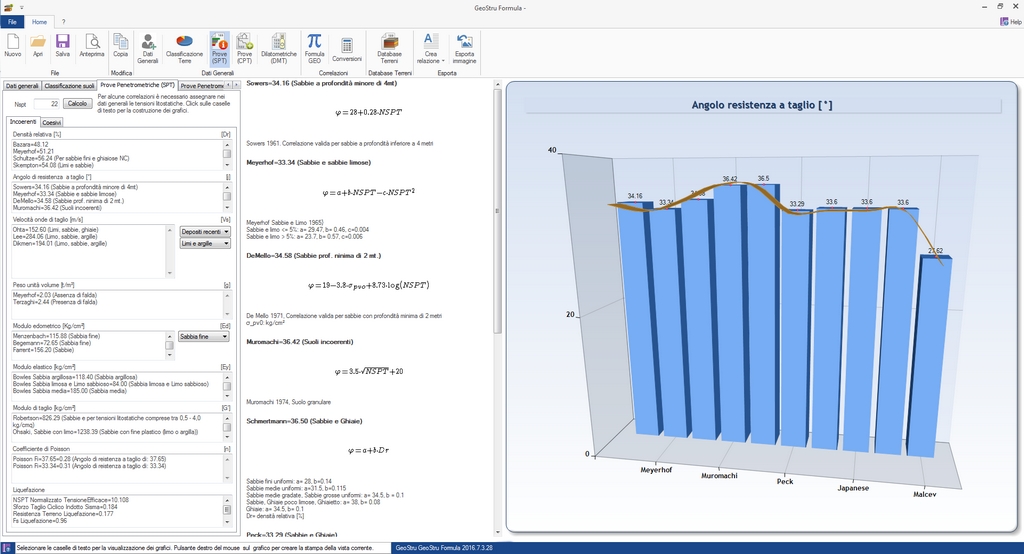 GeoStru Formula -
File
Home
?
Help
Nuovo
Apri
Salva
Anteprima
Copia
Dati Generali
Classificazione Terre
Prove (SPT)
Prove (CPT)
Dilatometriche (DMT)
Formula GEO
Conversioni
Database Terreni
Crea relazione
Esporta immagine
File
Modifica
Dati Generali
Correlazioni
Database Terreni
Esporta
Dati generali
Classificazione suoli
Prove Penetrometriche (SPT)
Prove Penetrom
Nspt
22
Calcolo
Per alcune correlazioni è necessario assegnare nei
dati generali le tensioni litostatiche. Click sulle caselle
di testo per la costruzione dei grafici.
Incoerenti
Coesivi
Densità relativa [%]
[Dr]
Bazara=48.12
Meyerhof=51.21
Schultze=56.24 (Per sabbie fini e ghiaiose NC)
Skempton=54.08 (Limi e sabbie)
Angolo di resistenza a taglio [°]
Sowers=34.16 (Sabbie a profondità minore di 4mt)
Meyerhof=33.34 (Sabbie e sabbie limose)
DeMello=34.58 (Sabbie prof. ninima di 2 mt.)
Muromachi=36.42 (Suoli incoerenti)
Velocità onde di taglio [m/s]
[Vs]
Ohta=152.60 (Limi, sabbie, ghiaie)
Lee=284.06 (Limo, sabbie, argille)
Dikmen=194.01 (Limo, sabbie, argille)
Depositi recenti
Limi e argille
Peso unità volume [t/m³]
[g]
Meyerhof=2.03 (Assenza di falda)
Terzaghi=2.44 (Presenza di falda)
Modulo edometrico [Kg/cm²]
[Ed]
Menzenbach=115.88 (Sabbia fine)
Begemann=72.65 (Sabbia fine)
Farrent=156.20 (Sabbie)
Sabbia fine
Modulo elastico [kg/cm²]
[Ey]
Bowles Sabbia argillosa=118.40 (Sabbia argillosa)
Bowles Sabbia limosa e Limo sabbioso=84.00 (Sabbia limosa e Limo sabbioso)
Bowles Sabbia media=185.00 (Sabbia media)
Modulo di taglio [kg/cm²]
[G]
Robertson=826.29 (Sabbie e per tensioni litostatiche comprese tra 0,5 - 4,0
kg/cmq)
Ohsaki, Sabbie con limo=1238.39 (Sabbie con fine plastico (limo o argilla))
Coefficiente di Poisson
[n]
Poisson Fi=37.65=0.28 (Angolo di reistenza a taglio di: 37.65)
Poisson Fi=33.34=0.31 (Angolo di reistenza a taglio di: 33.34)
Liquefazione
NSPT Normalizzato TensioneEfficace=10.108
Sforzo Taglio Ciclico Indotto Sisma=0.184
Resistenza Terreno Liquefazione=0.177
Fs Liquefazione=0.96
Sowers=34.16 (Sabbie a profondità minore di 4mt)
φ=28+0.28·NSPT
Sowers 1961. Correlazione valida per sabbie a profondità inferiore a 4 metri
Meyerhof=33.34 (Sabbie e sabbie limose)
φ=a+b·NSPT−c·NSPT²
Meyerhof Sabbie e Limo 1965)
Sabbie e limo <= 5%: a= 29.47, b= 0.46, c=0.004
Sabbie e limo > 5%: a= 23.7, b= 0.57, c=0.006
DeMello=34.58 (Sabbie prof. ninima di 2 mt.)
φ=19−3.8·σpv0+8.73·log(NSPT)
De Mello 1971, Correlazione valida per sabbie con profondità minima di 2 metri
σ_pv0: kg/cm²
Muromachi=36.42 (Suoli incoerenti)
φ=3.5·√NSPT+20
Muromachi 1974, Suolo granulare
Schmertmann=36.50 (Sabbie e Ghiaie)
φ=a+b·Dr
Sabbie fini uniformi: a= 28, b=0.14
Sabbie medie uniformi: a=31.5, b=0.115
Sabbie medie gradate, Sabbie grosse uniformi: a= 34.5, b = 0.1
Sabbie, Ghiaie poco limose, Ghiaietto: a= 38, b= 0.08
Ghiaie: a= 34.5, b= 0.1
Dr= densità relativa [%]
Peck=33.29 (Sabbie e Ghiaie)
Angolo resistenza a taglio [°]
40
20
0
34.16
36.42
36.5
33.29
33.6
33.6
33.6
27.62
Meyerhof
Muromachi
Peck
Japanese
Malcev
Selezionare le caselle di testo per la visualizzazione dei grafici. Pulsante destro del mouse sul grafico per creare la stampa della vista corrente.
GeoStru GeoStru Formula 2016.7.3.28